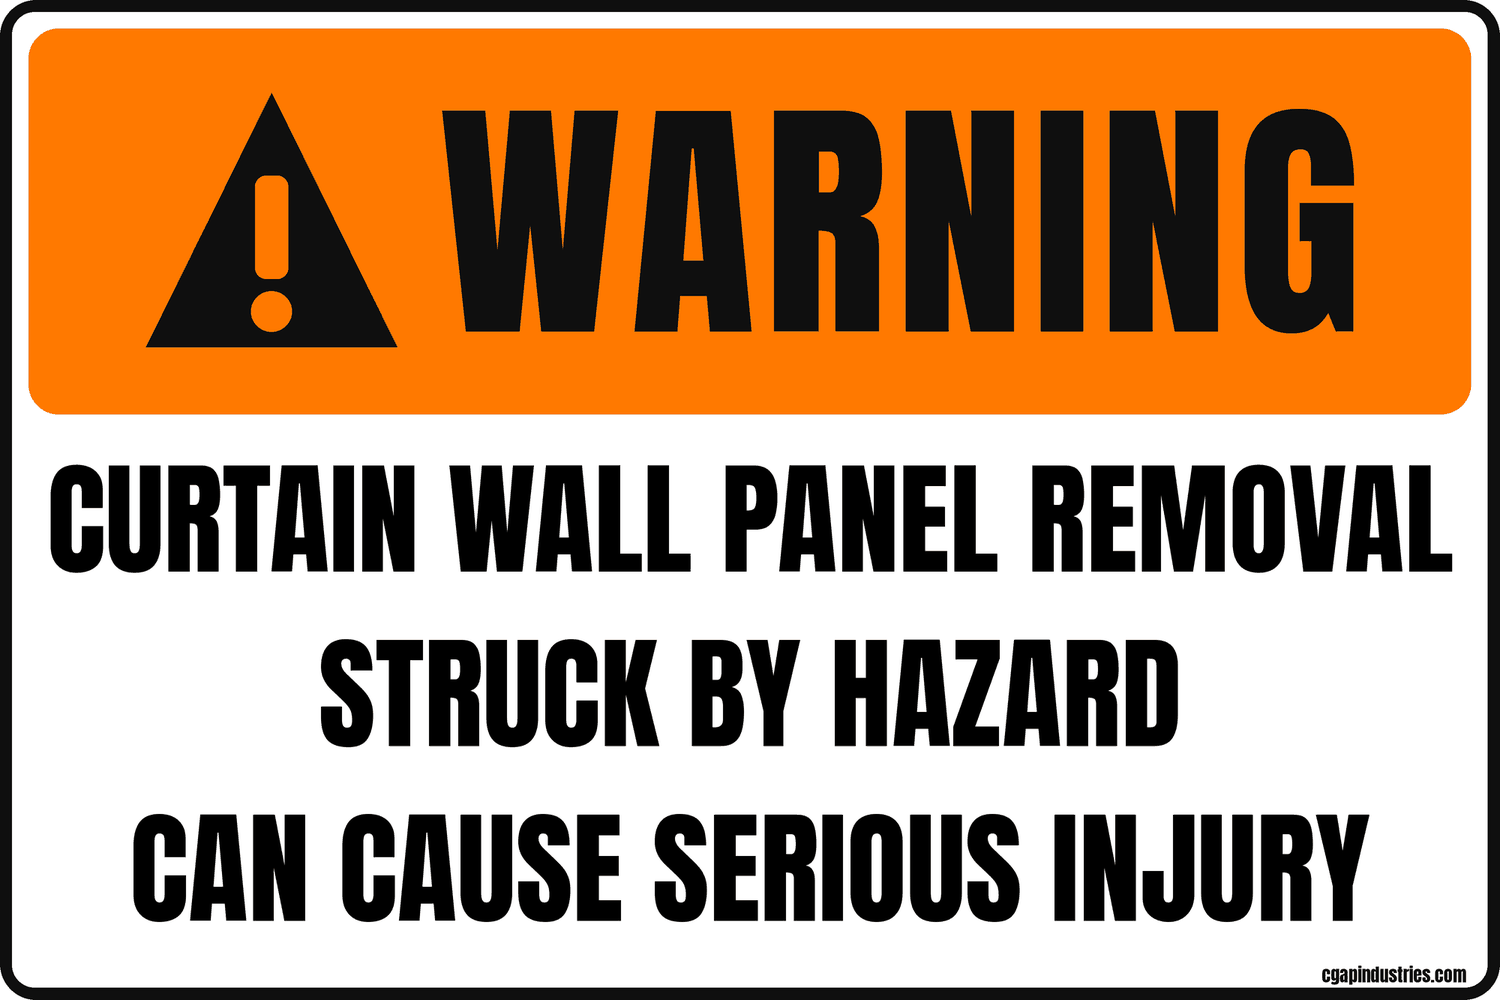 WARNING
CURTAIN WALL PANEL REMOVAL
STRUCK BY HAZARD
CAN CAUSE SERIOUS INJURY
cgapindustries.com